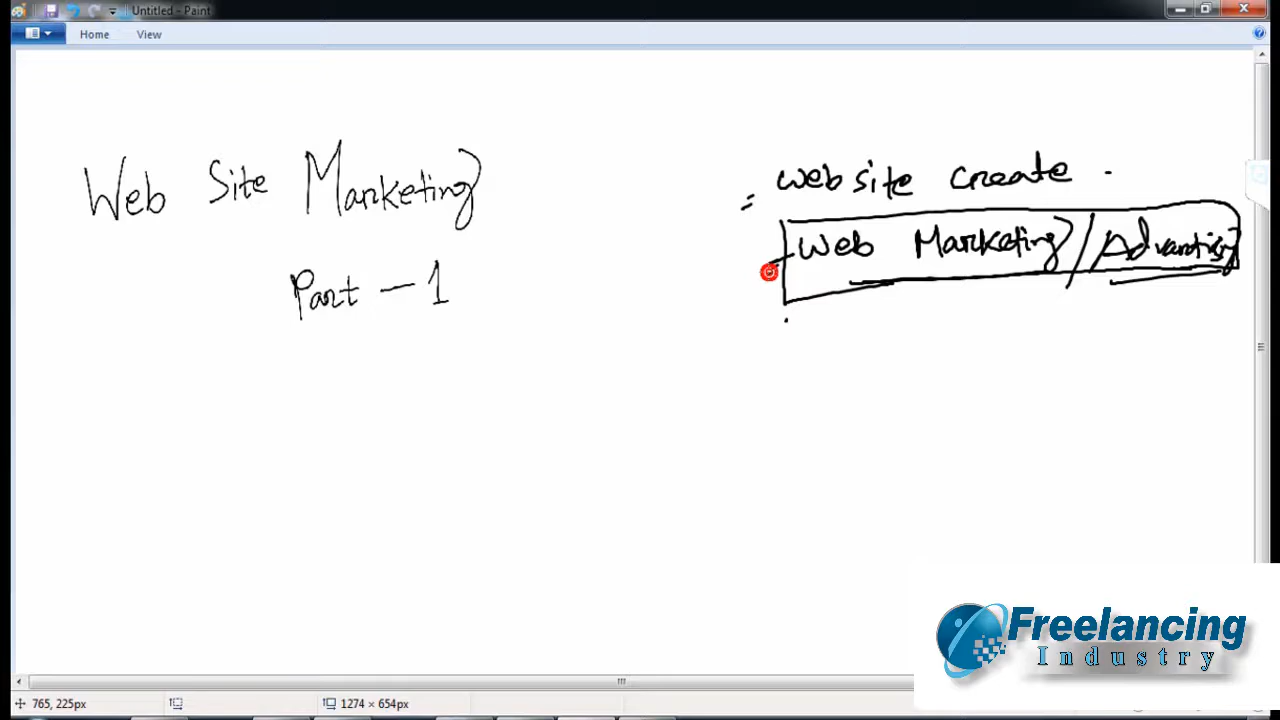 Untitled - Paint
Home View
Web Site Marketing
Part - 1
= website create .
- Web Marketing / Advartising
765, 225px
1274 × 654px
Freelancing
Industry